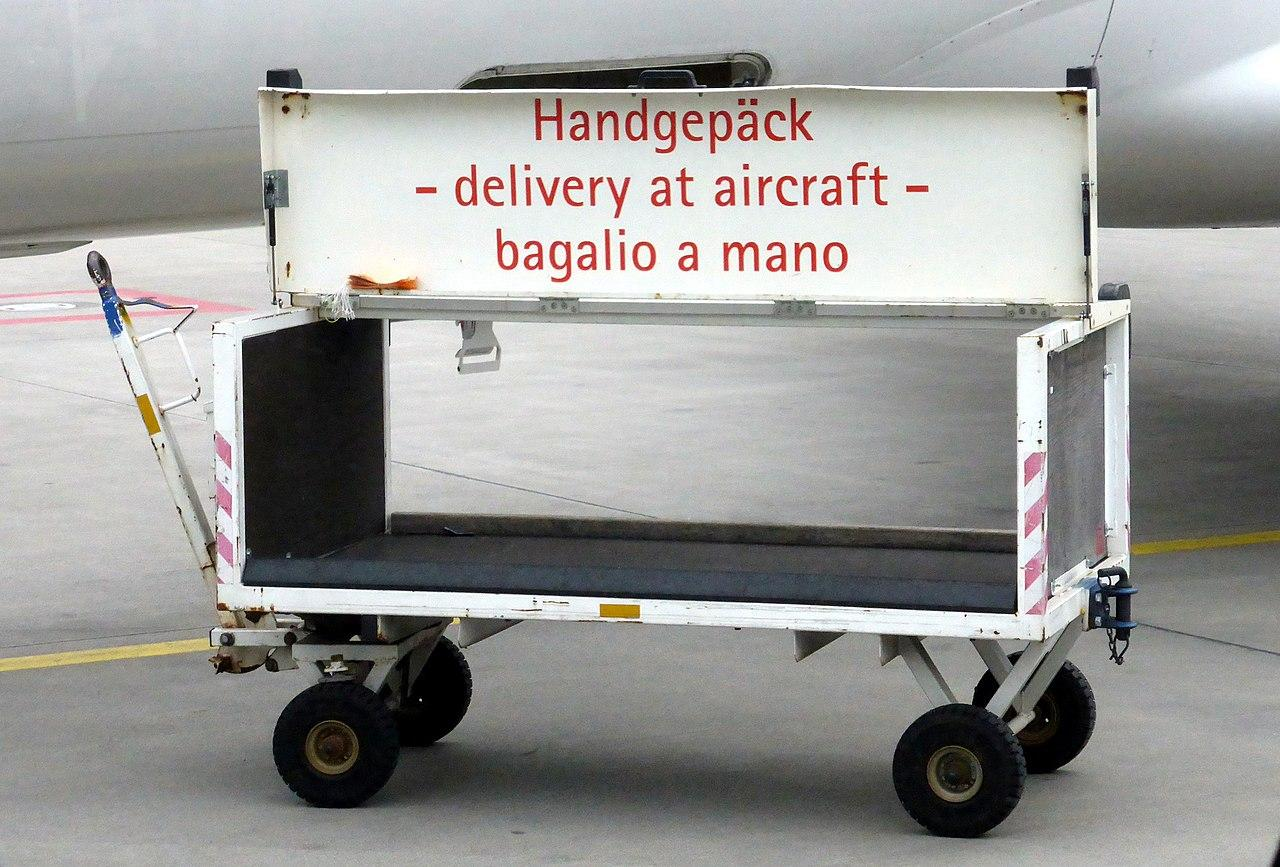 Handgepäck
- delivery at aircraft -
bagalio a mano